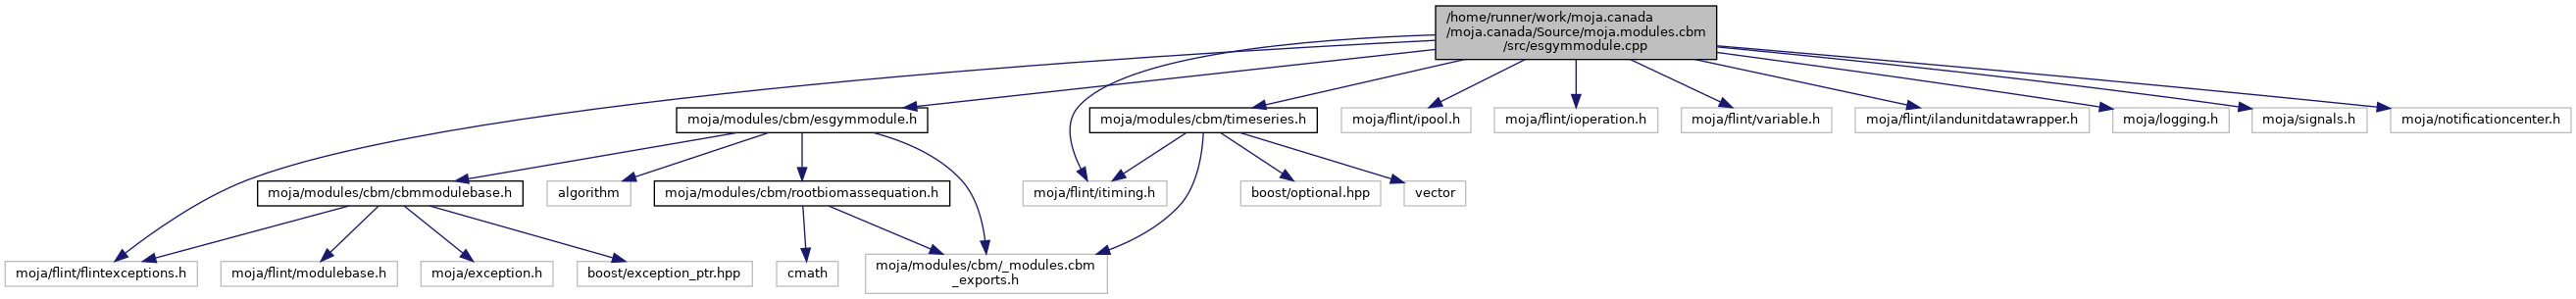 /home/runner/work/moja.canada
/moja.canada/Source/moja.modules.cbm
/src/esgymmodule.cpp
moja/modules/cbm/esgymmodule.h
moja/modules/cbm/timeseries.h
moja/flint/ipool.h
moja/flint/ioperation.h
moja/flint/variable.h
moja/flint/ilandunitdatawrapper.h
moja/logging.h
moja/signals.h
moja/notificationcenter.h
moja/modules/cbm/cbmmodulebase.h
algorithm
moja/modules/cbm/rootbiomassequation.h
moja/flint/itiming.h
boost/optional.hpp
vector
moja/flint/flintexceptions.h
moja/flint/modulebase.h
moja/exception.h
boost/exception_ptr.hpp
cmath
moja/modules/cbm/_modules.cbm
_exports.h